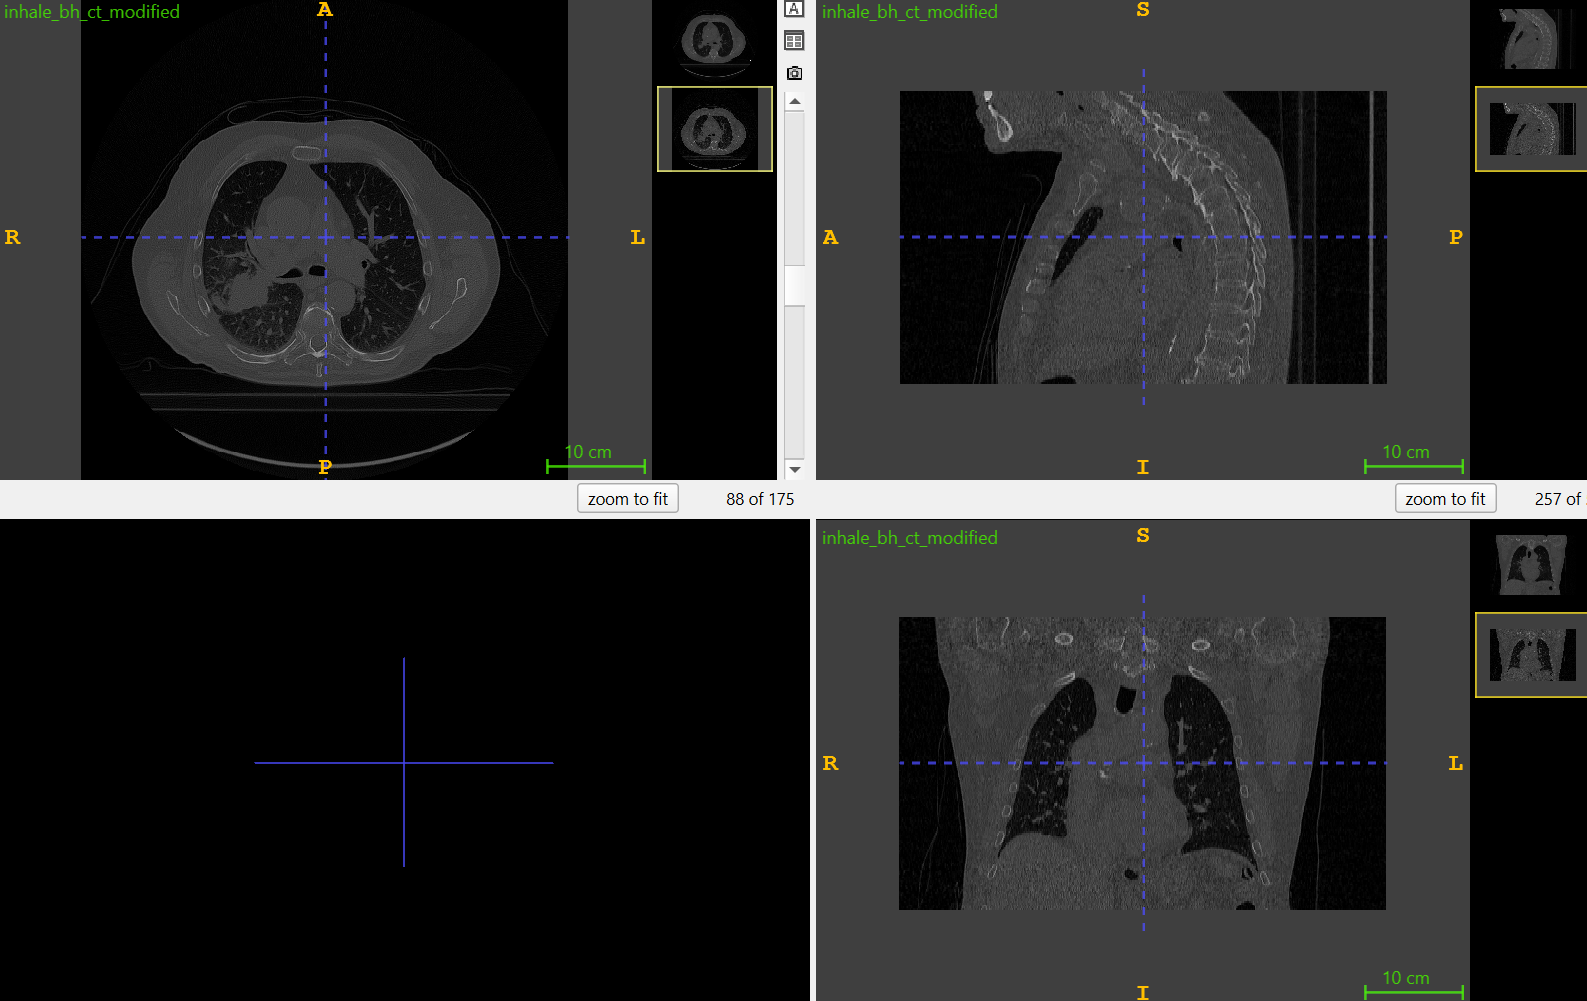 inhale_bh_ct_modified
A
A
R
L
10 cm
P
zoom to fit
88 of 175
inhale_bh_ct_modified
S
A
P
10 cm
I
zoom to fit
257 of
inhale_bh_ct_modified
S
R
L
10 cm
I